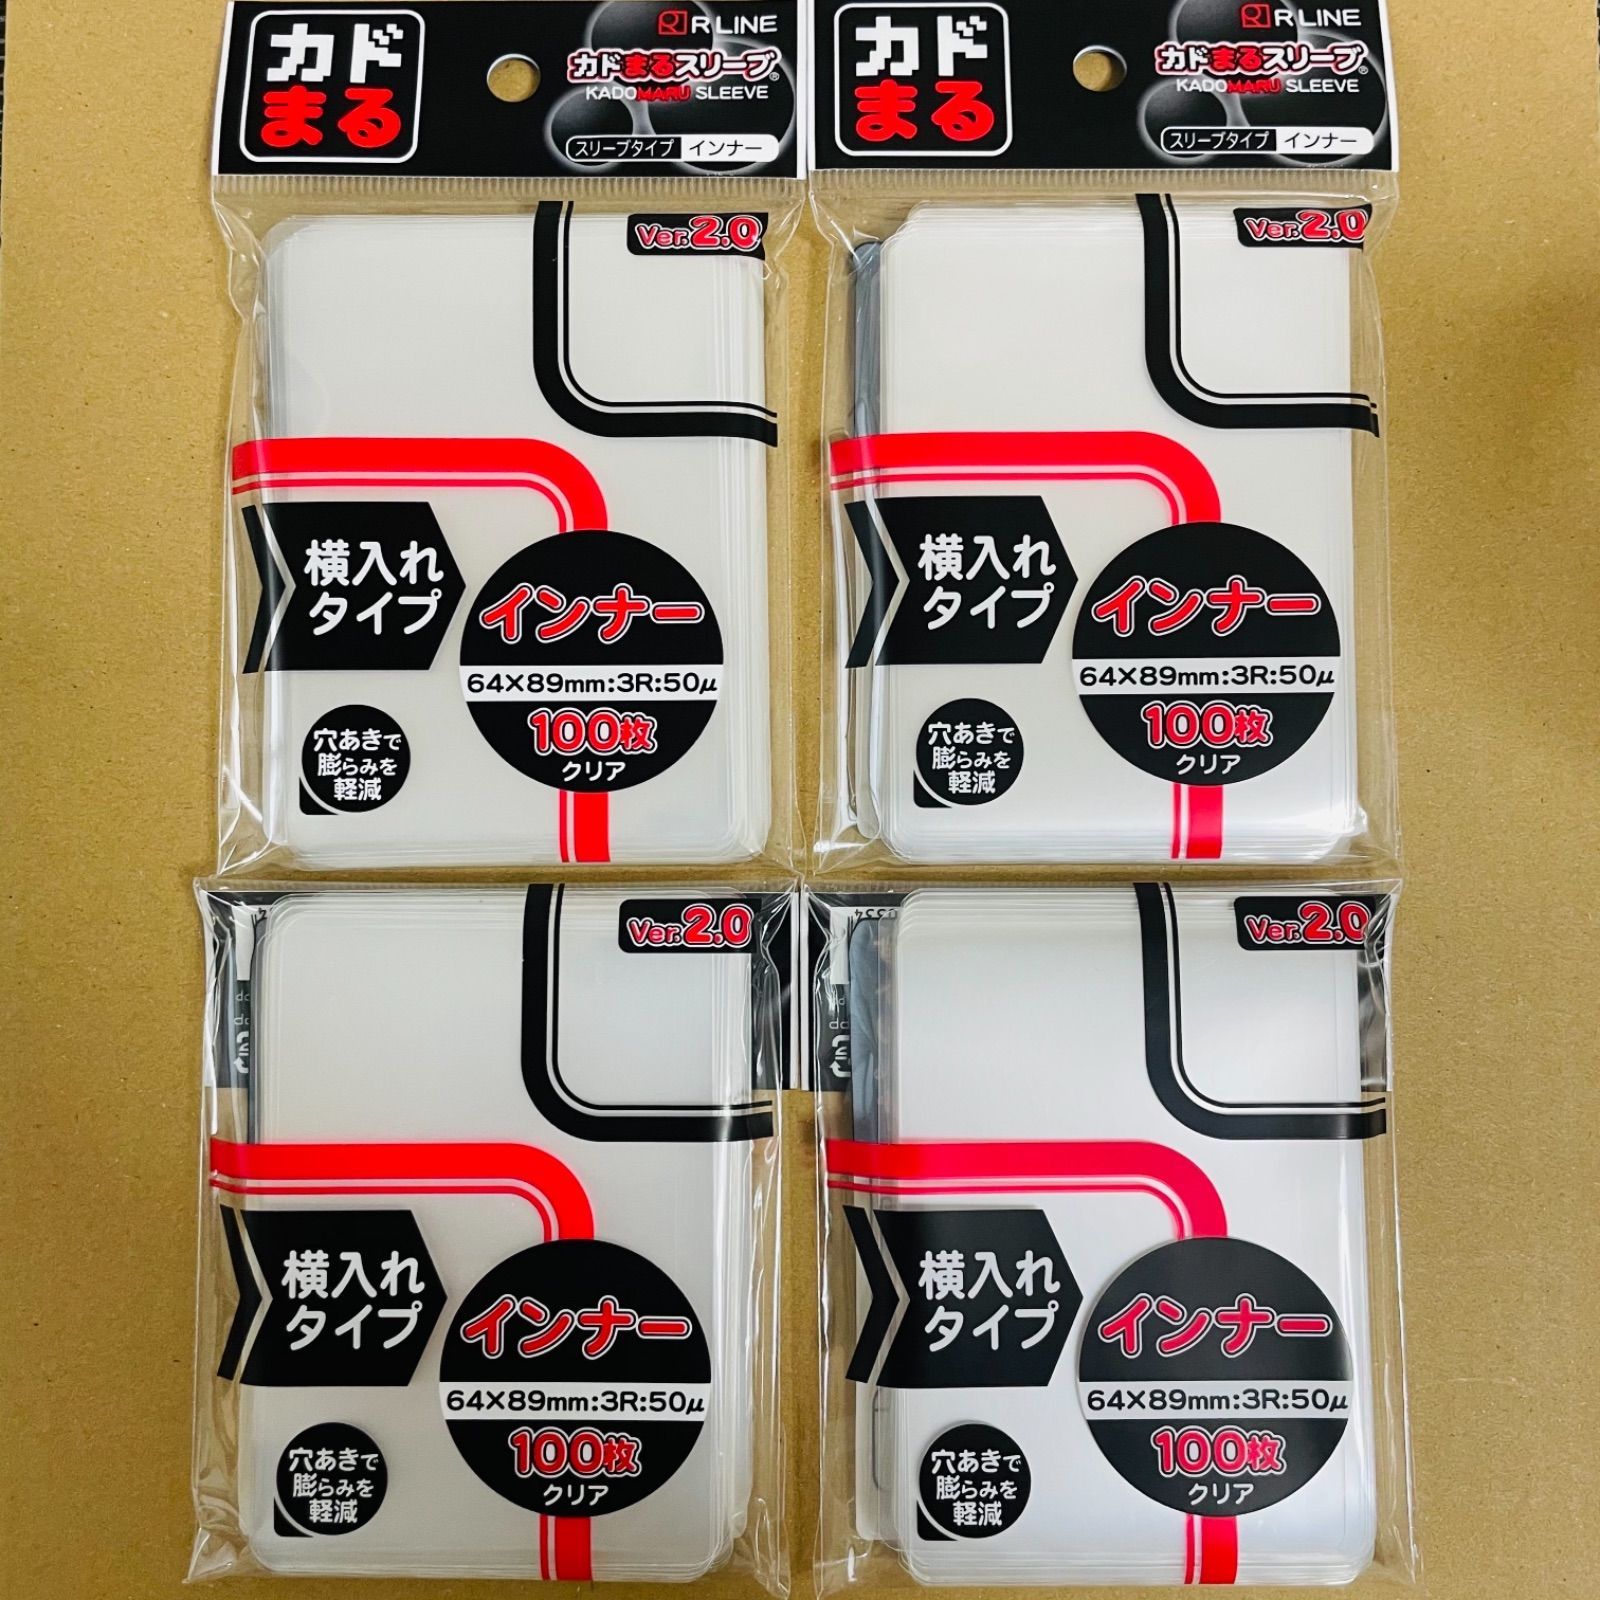 カド
まる
R LINE
カドまるスリーブ®
KADOMARU SLEEVE
スリーブタイプ インナー
Ver.2.0
横入れ
タイプ
インナー
64×89mm:3R:50μ
100枚
クリア
穴あきで
膨らみを
軽減
カド
まる
R LINE
カドまるスリーブ®
KADOMARU SLEEVE
スリーブタイプ インナー
Ver.2.0
横入れ
タイプ
インナー
64×89mm:3R:50μ
100枚
クリア
穴あきで
膨らみを
軽減
Ver.2.0
横入れ
タイプ
インナー
64×89mm:3R:50μ
100枚
クリア
穴あきで
膨らみを
軽減
Ver.2.0
横入れ
タイプ
インナー
64×89mm:3R:50μ
100枚
クリア
穴あきで
膨らみを
軽減